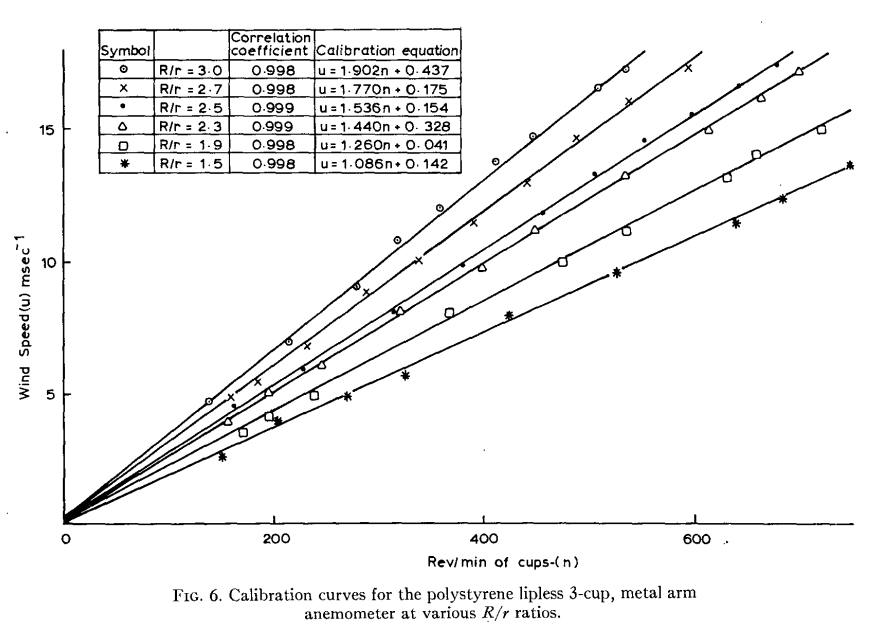 Symbol Correlation coefficient Calibration equation
R/r = 3·0 0·998 u = 1·902n + 0·437
R/r = 2·7 0·998 u = 1·770n + 0·175
R/r = 2·5 0·999 u = 1·536n + 0·154
R/r = 2·3 0·999 u = 1·440n + 0·328
R/r = 1·9 0·998 u = 1·260n + 0·041
R/r = 1·5 0·998 u = 1·086n + 0·142
15
10
5
Wind Speed (u) msec⁻¹
0 200 400 600
Rev/min of cups-(n)
FIG. 6. Calibration curves for the polystyrene lipless 3-cup, metal arm
anemometer at various R/r ratios.